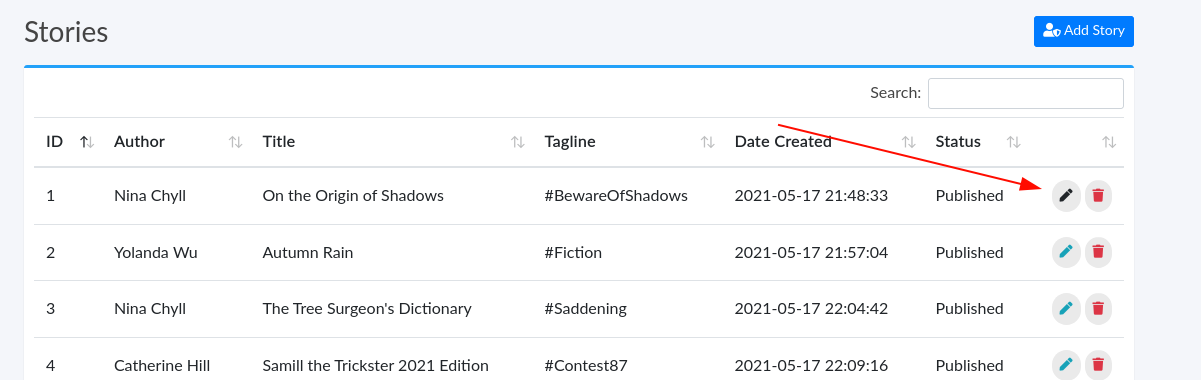 Stories
Add Story
Search:
ID Author Title Tagline Date Created Status
1 Nina Chyll On the Origin of Shadows #BewareOfShadows 2021-05-17 21:48:33 Published
2 Yolanda Wu Autumn Rain #Fiction 2021-05-17 21:57:04 Published
3 Nina Chyll The Tree Surgeon's Dictionary #Saddening 2021-05-17 22:04:42 Published
4 Catherine Hill Samill the Trickster 2021 Edition #Contest87 2021-05-17 22:09:16 Published